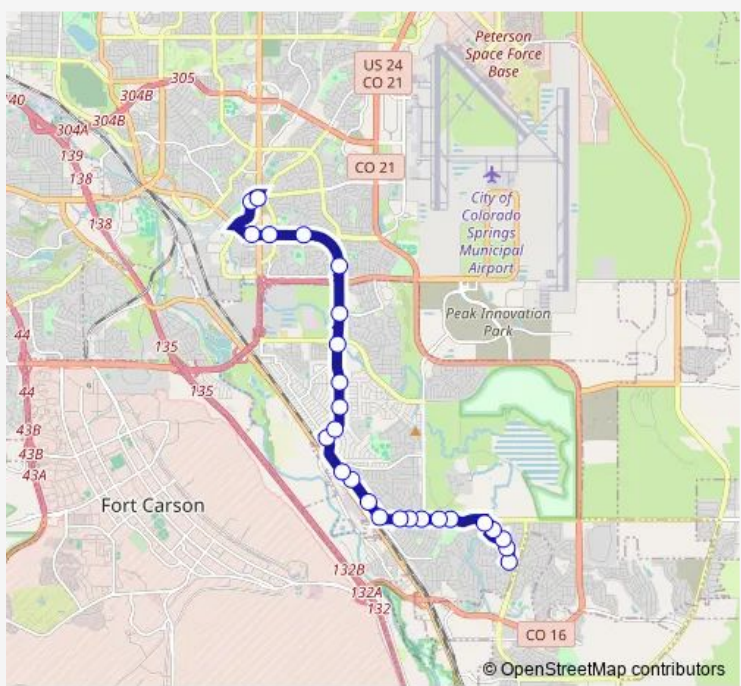 Peterson
Space Force
Base
US 24
CO 21
305
304B
304B
140
304A
139
138
138
CO 21
City of
Colorado
Springs
Municipal
Airport
Peak Innovation
Park
135
135
44
44
43B
43B
43A
Fort Carson
132B
132A
132
CO 16
© OpenStreetMap contributors